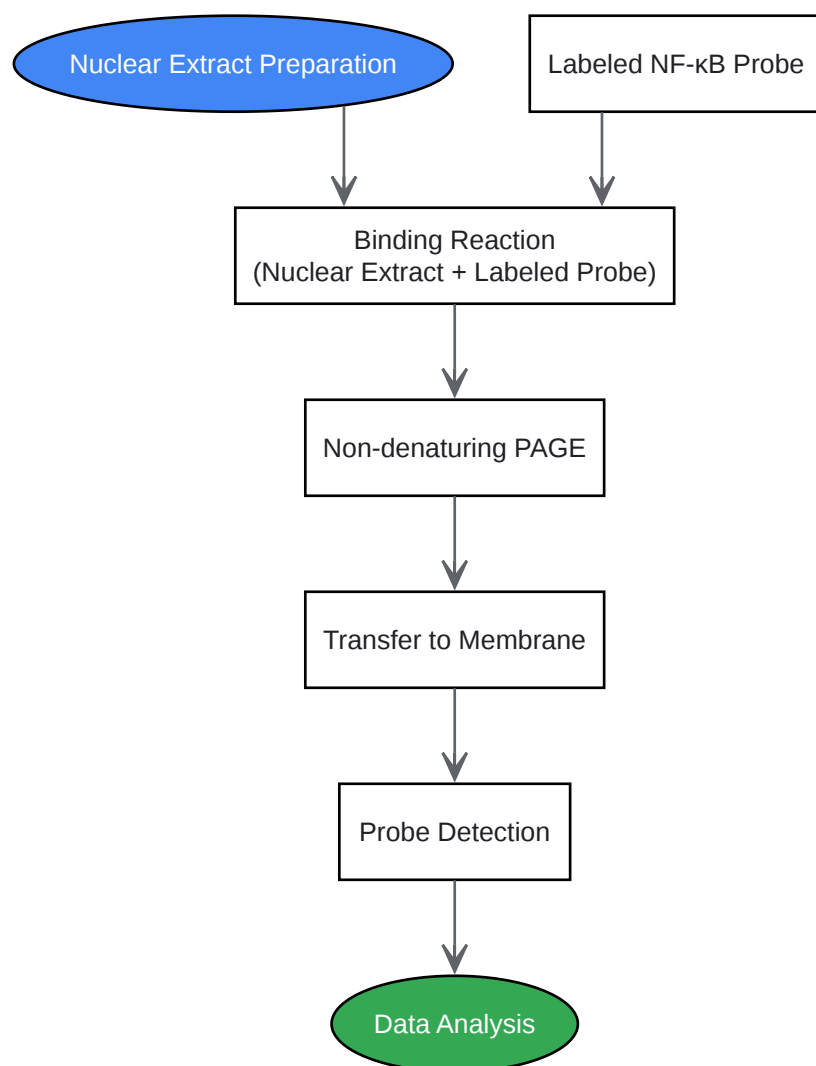 Nuclear Extract Preparation
Labeled NF-κB Probe
Binding Reaction
(Nuclear Extract + Labeled Probe)
Non-denaturing PAGE
Transfer to Membrane
Probe Detection
Data Analysis